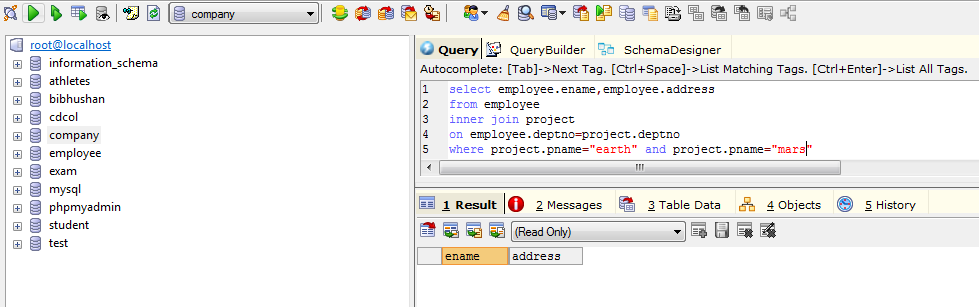 company
root@localhost
information_schema
athletes
bibhushan
cdcol
company
employee
exam
mysql
phpmyadmin
student
test
Query QueryBuilder SchemaDesigner
Autocomplete: [Tab]->Next Tag. [Ctrl+Space]->List Matching Tags. [Ctrl+Enter]->List All Tags.
1 select employee.ename,employee.address
2 from employee
3 inner join project
4 on employee.deptno=project.deptno
5 where project.pname="earth" and project.pname="mars"
1 Result 2 Messages 3 Table Data 4 Objects 5 History
(Read Only)
ename address